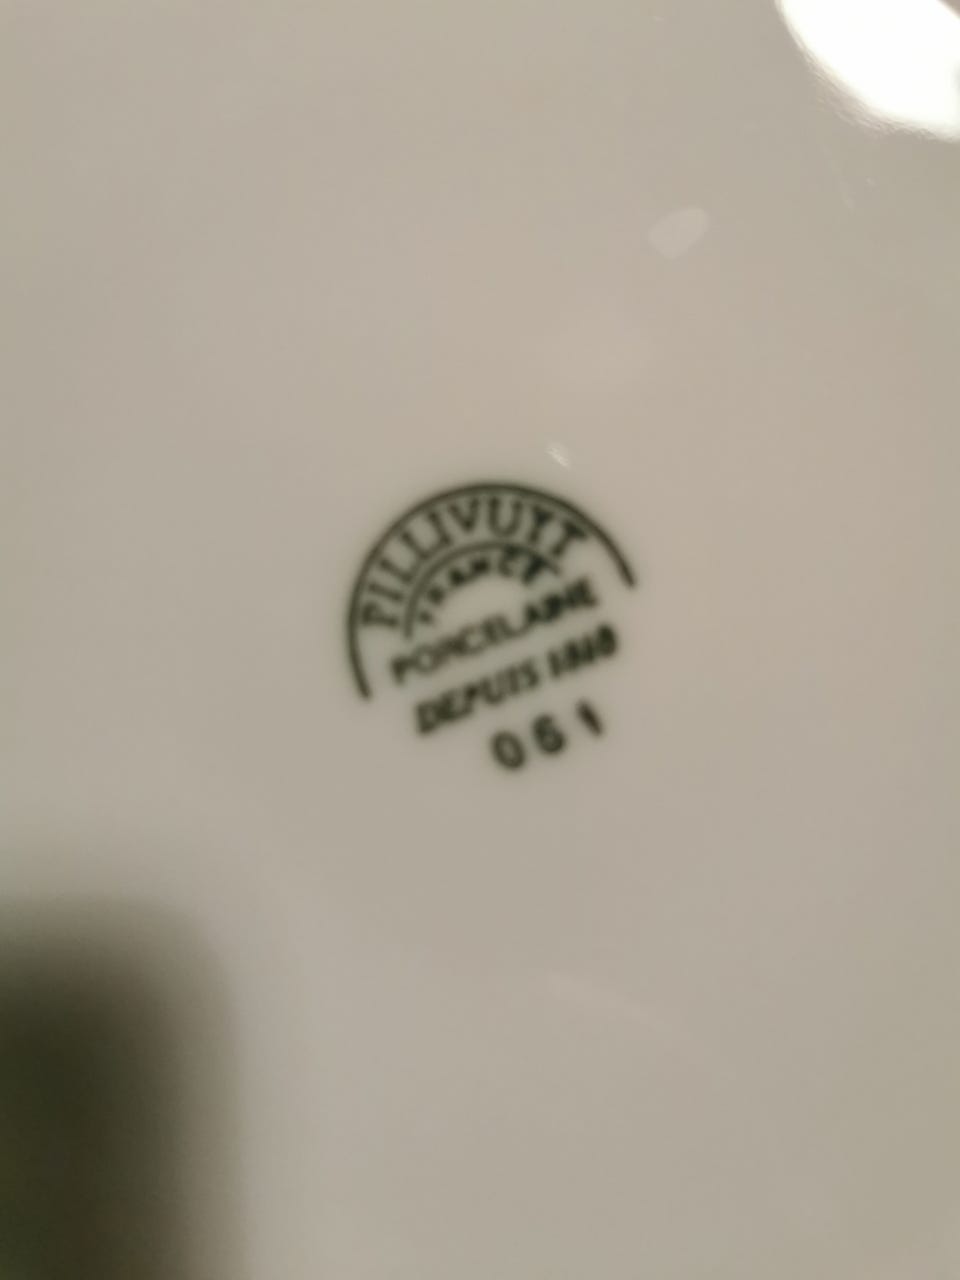 PILLIVUYT
FRANCE
PORCELAINE
DEPUIS 1818
061